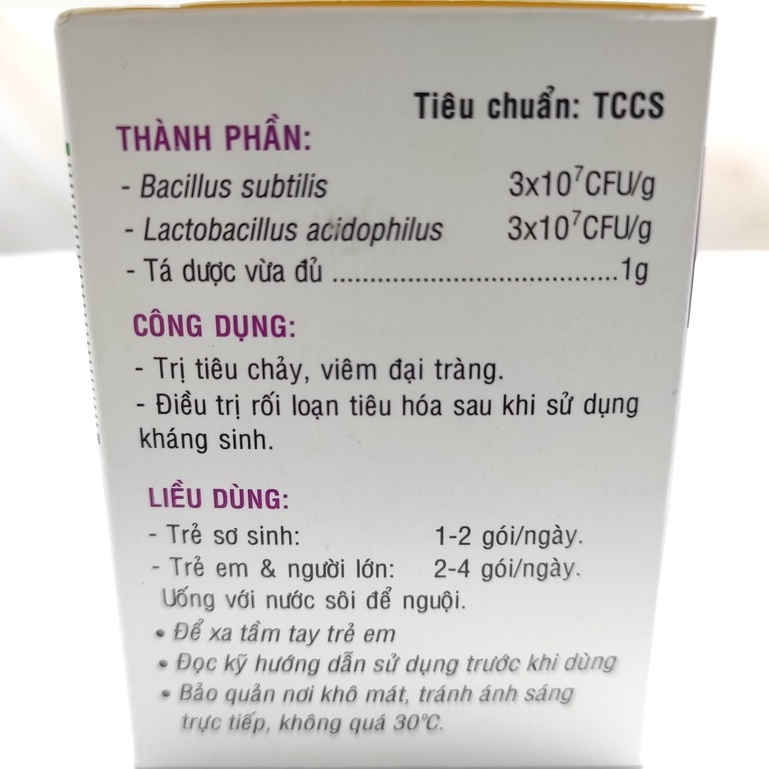 Tiêu chuẩn: TCCS
THÀNH PHẦN:
- Bacillus subtilis 3x10⁷CFU/g
- Lactobacillus acidophilus 3x10⁷CFU/g
- Tá dược vừa đủ ......................................1g
CÔNG DỤNG:
- Trị tiêu chảy, viêm đại tràng.
- Điều trị rối loạn tiêu hóa sau khi sử dụng
kháng sinh.
LIỀU DÙNG:
- Trẻ sơ sinh: 1-2 gói/ngày.
- Trẻ em & người lớn: 2-4 gói/ngày.
Uống với nước sôi để nguội.
• Để xa tầm tay trẻ em
• Đọc kỹ hướng dẫn sử dụng trước khi dùng
• Bảo quản nơi khô mát, tránh ánh sáng
trực tiếp, không quá 30°C.